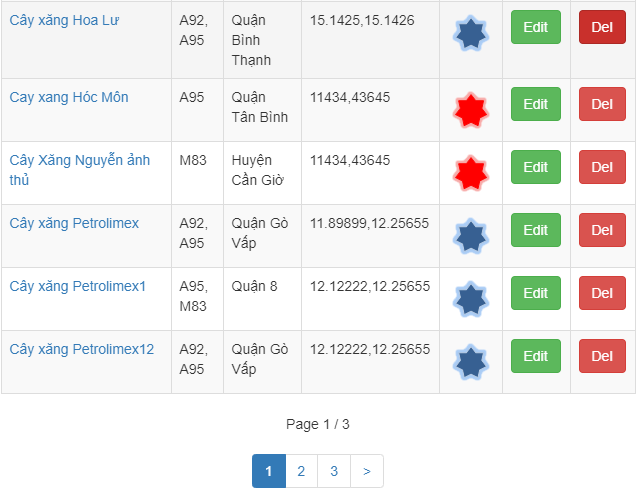 Cây xăng Hoa Lư A92, Quận 15.1425,15.1426 Edit Del
A95 Bình
Thạnh
Cay xang Hóc Môn A95 Quận 11434,43645 Edit Del
Tân Bình
Cây Xăng Nguyễn ảnh M83 Huyện 11434,43645 Edit Del
thủ Cần Giờ
Cây xăng Petrolimex A92, Quận Gò 11.89899,12.25655 Edit Del
A95 Vấp
Cây xăng Petrolimex1 A95, Quận 8 12.12222,12.25655 Edit Del
M83
Cây xăng Petrolimex12 A92, Quận Gò 12.12222,12.25655 Edit Del
A95 Vấp
Page 1 / 3
1 2 3 >